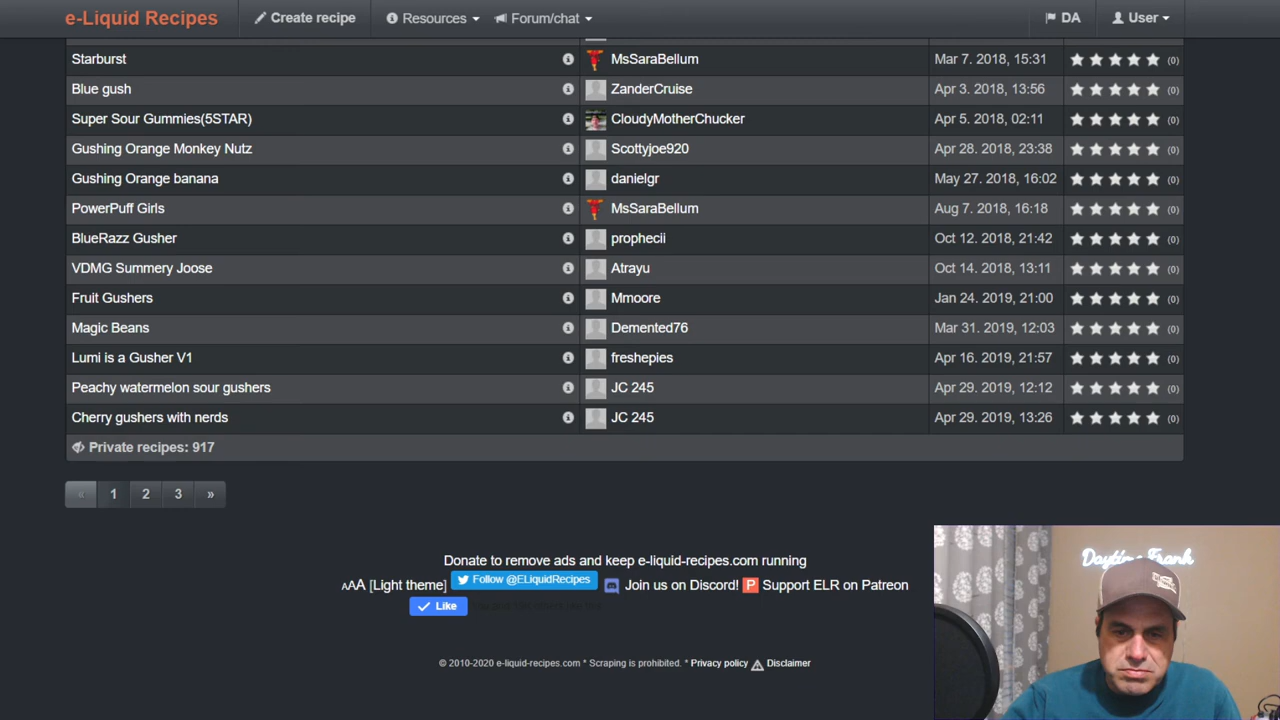 e-Liquid Recipes Create recipe Resources Forum/chat DA User
Starburst MsSaraBellum Mar 7. 2018, 15:31 (0)
Blue gush ZanderCruise Apr 3. 2018, 13:56 (0)
Super Sour Gummies(5STAR) CloudyMotherChucker Apr 5. 2018, 02:11 (0)
Gushing Orange Monkey Nutz Scottyjoe920 Apr 28. 2018, 23:38 (0)
Gushing Orange banana danielgr May 27. 2018, 16:02 (0)
PowerPuff Girls MsSaraBellum Aug 7. 2018, 16:18 (0)
BlueRazz Gusher prophecii Oct 12. 2018, 21:42 (0)
VDMG Summery Joose Atrayu Oct 14. 2018, 13:11 (0)
Fruit Gushers Mmoore Jan 24. 2019, 21:00 (0)
Magic Beans Demented76 Mar 31. 2019, 12:03 (0)
Lumi is a Gusher V1 freshepies Apr 16. 2019, 21:57 (0)
Peachy watermelon sour gushers JC 245 Apr 29. 2019, 12:12 (0)
Cherry gushers with nerds JC 245 Apr 29. 2019, 13:26 (0)
Private recipes: 917
« 1 2 3 »
Donate to remove ads and keep e-liquid-recipes.com running
AAA [Light theme] Follow @ELiquidRecipes Join us on Discord! Support ELR on Patreon
Like
© 2010-2020 e-liquid-recipes.com * Scraping is prohibited. * Privacy policy Disclaimer
Daytime Frank